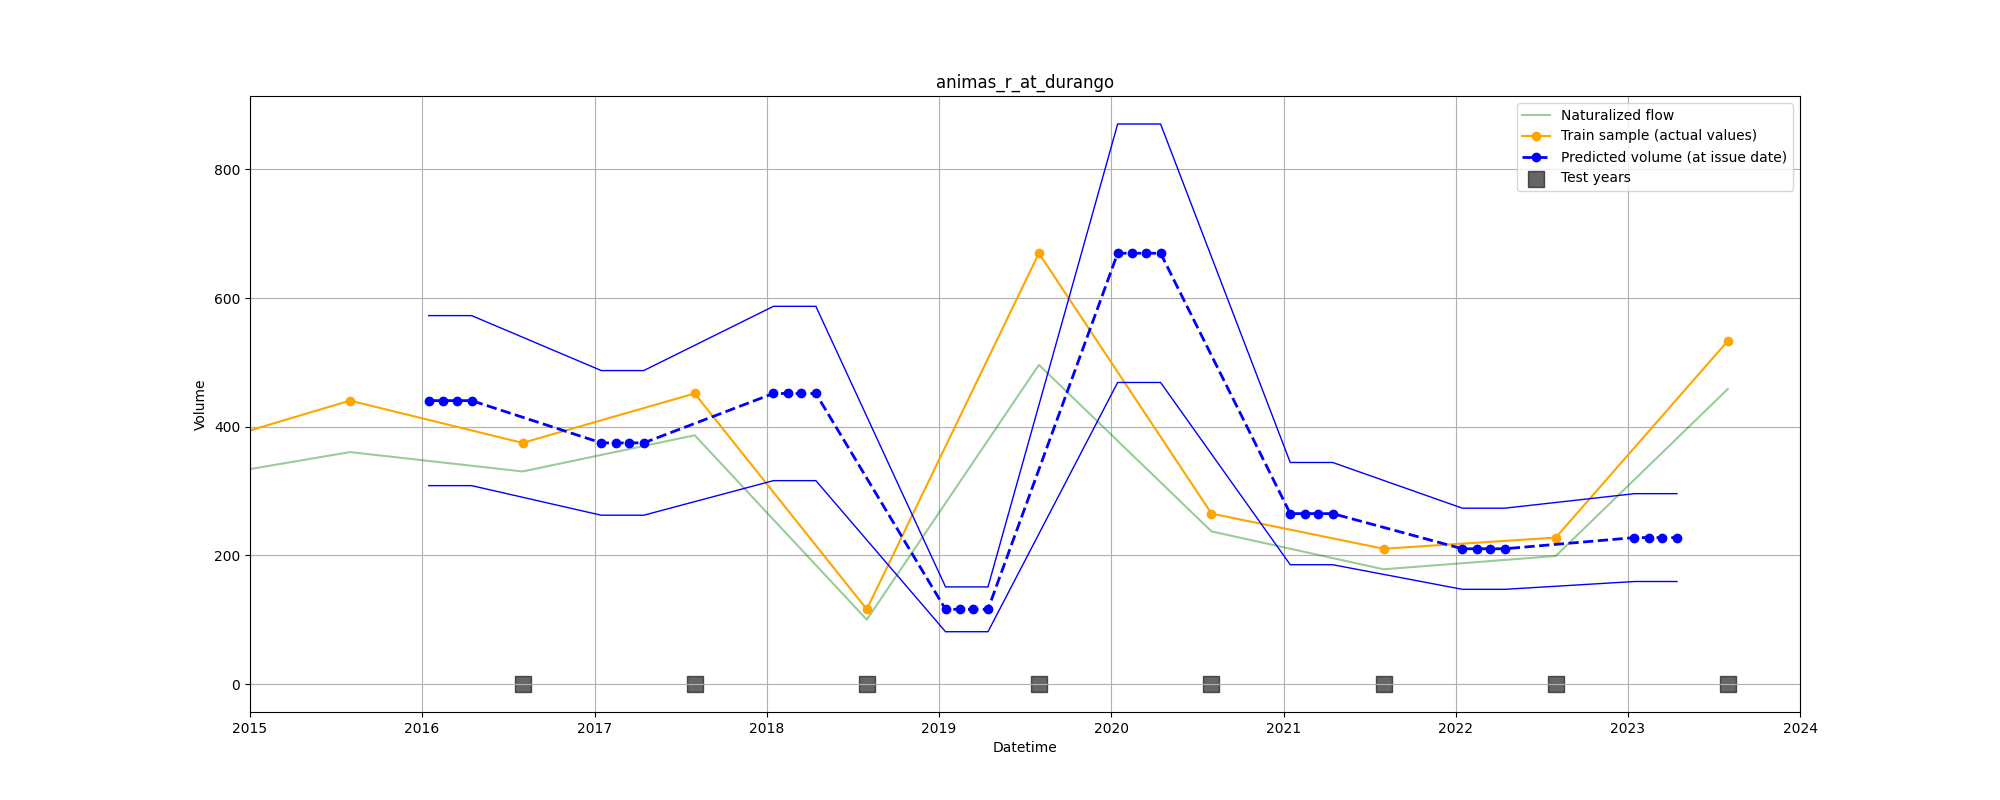 animas_r_at_durango
Naturalized flow
Train sample (actual values)
Predicted volume (at issue date)
Test years
Volume
800
600
400
200
0
2015 2016 2017 2018 2019 2020 2021 2022 2023 2024
Datetime